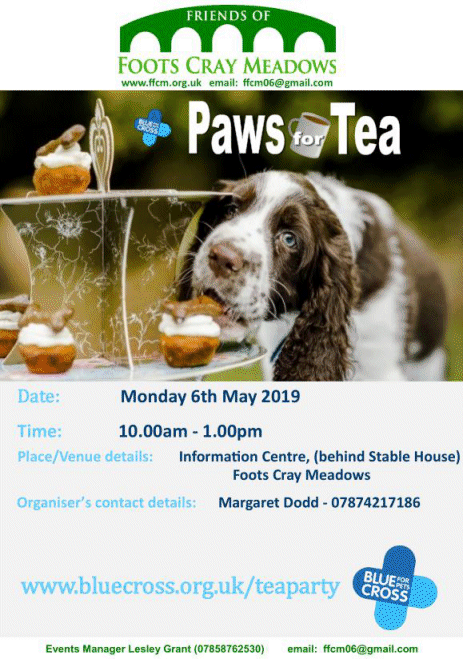 FRIENDS OF
FOOTS CRAY MEADOWS
www.ffcm.org.uk email: ffcm06@gmail.com
BLUE FOR PETS CROSS
Paws for Tea
Date: Monday 6th May 2019
Time: 10.00am - 1.00pm
Place/Venue details: Information Centre, (behind Stable House)
Foots Cray Meadows
Organiser's contact details: Margaret Dodd - 07874217186
www.bluecross.org.uk/teaparty
BLUE FOR PETS CROSS
Events Manager Lesley Grant (07858762530) email: ffcm06@gmail.com